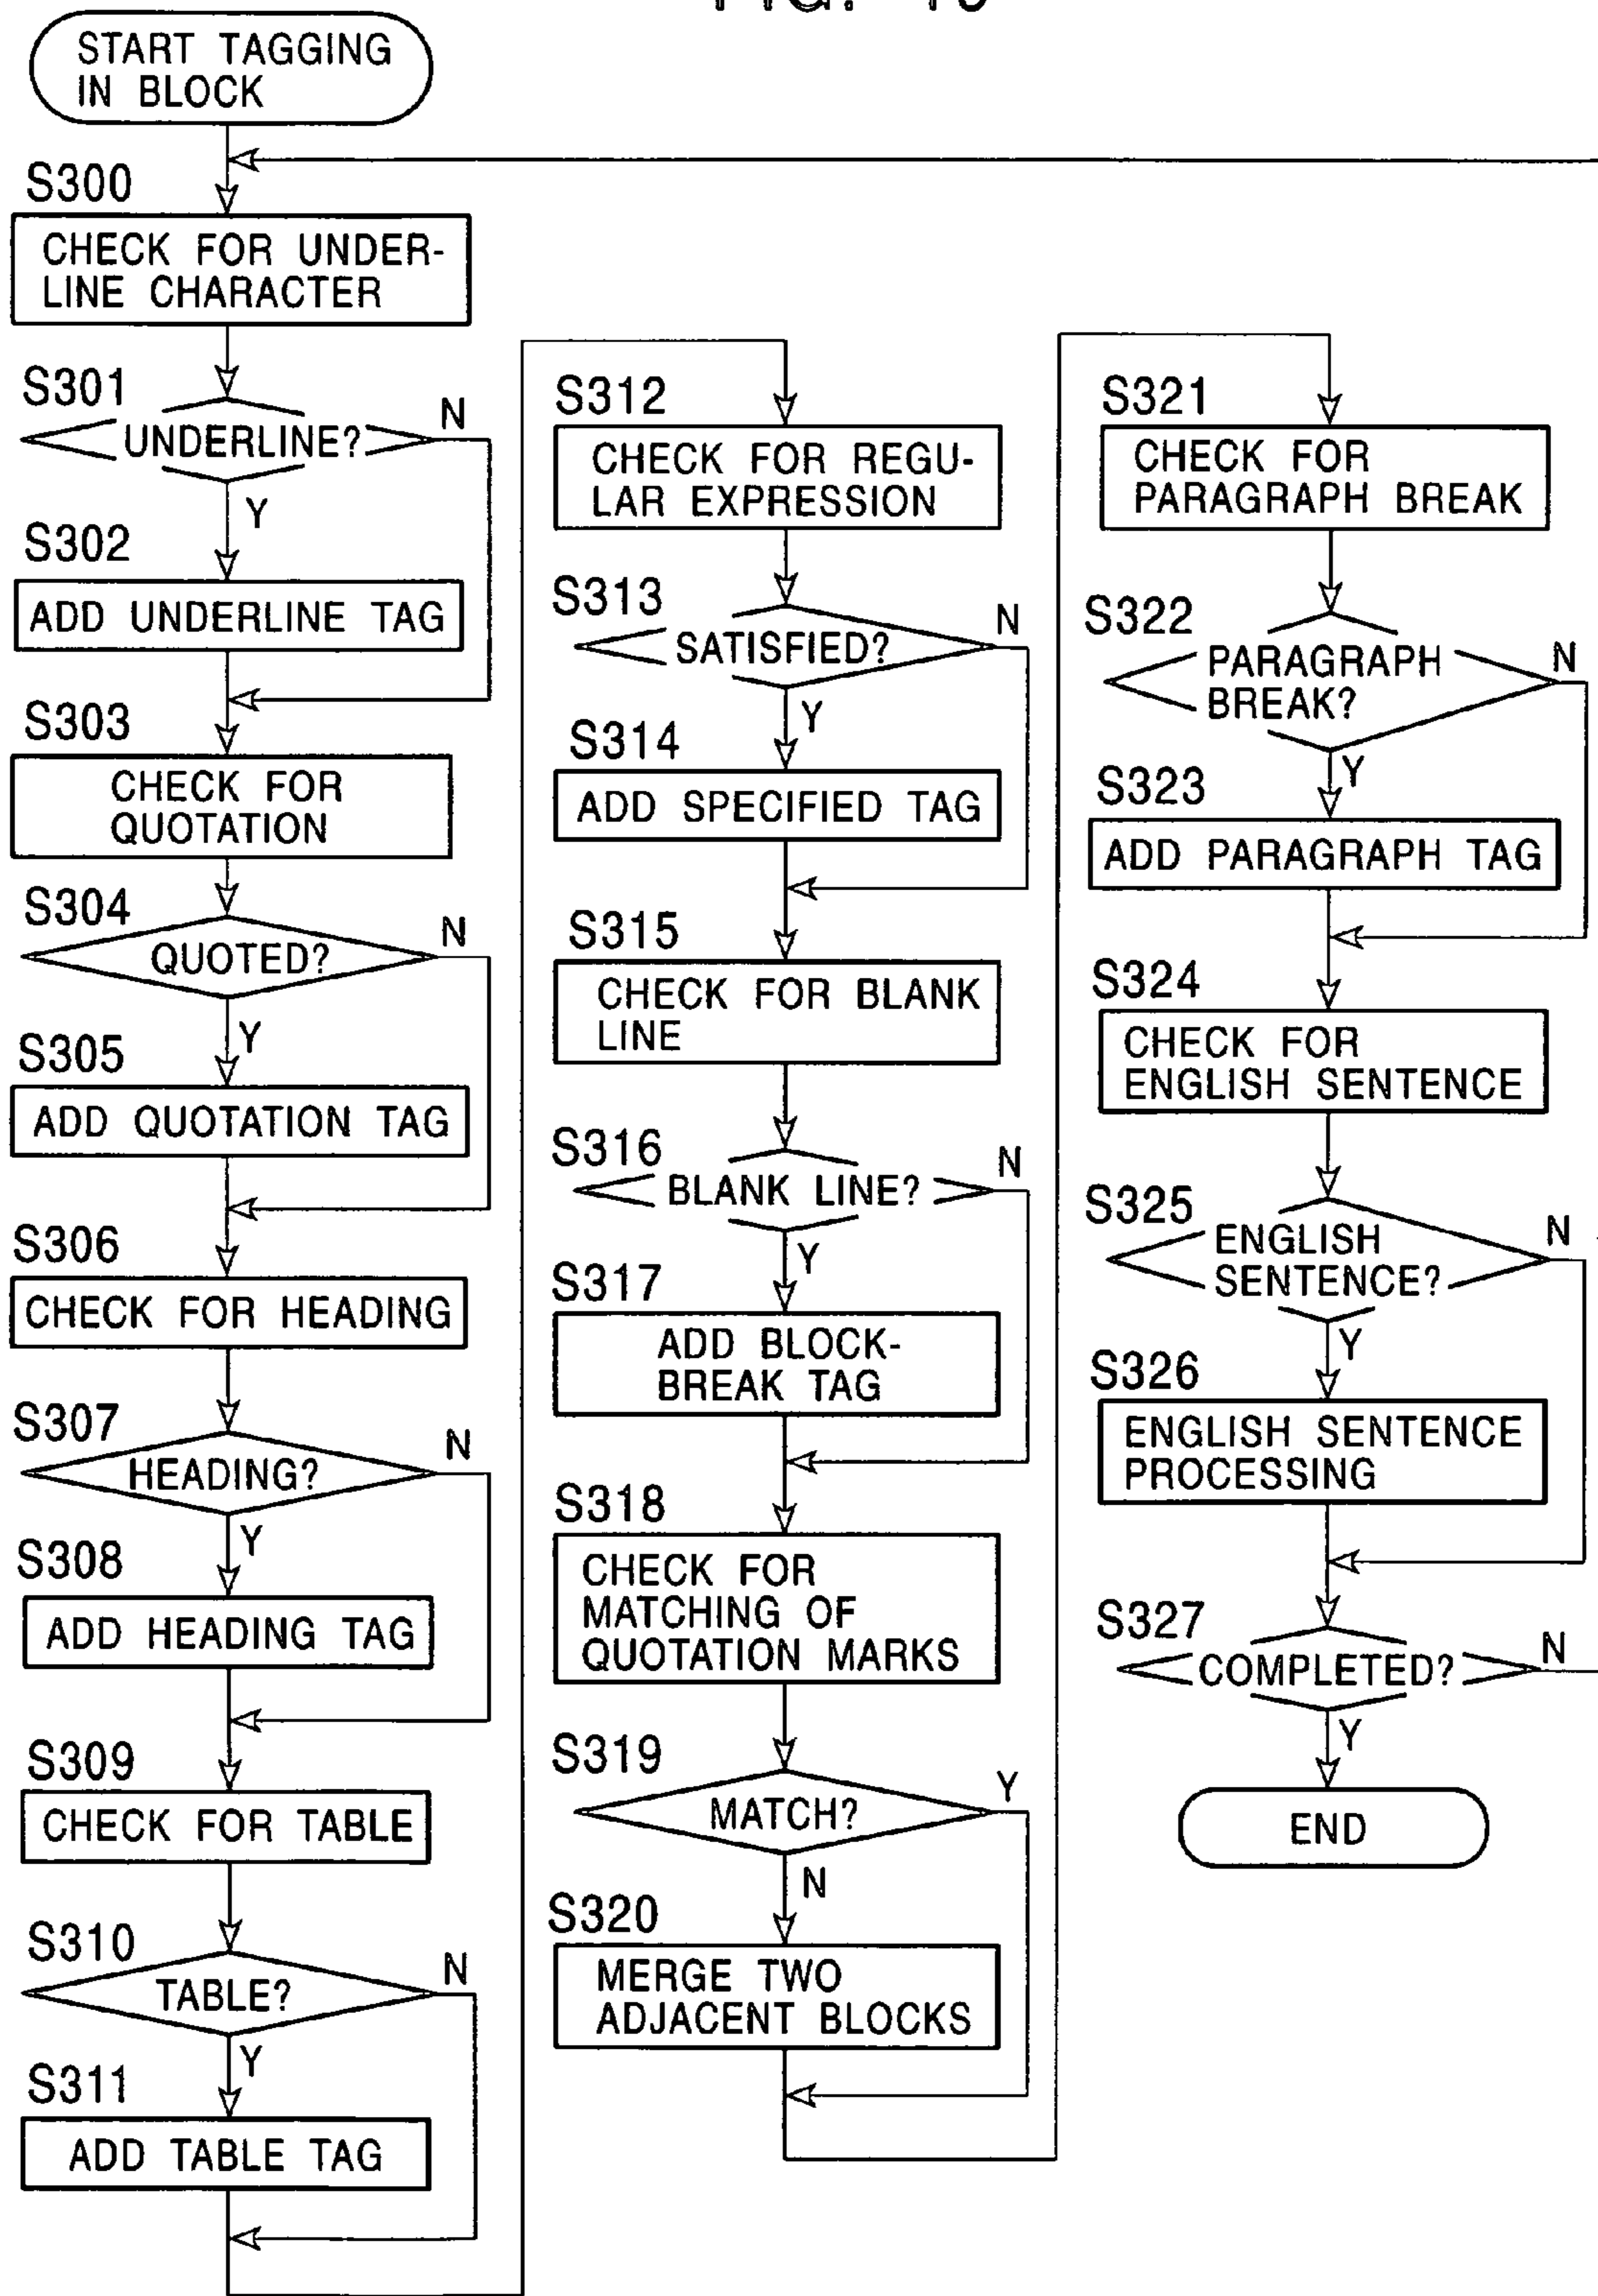 START TAGGING
IN BLOCK
S300
CHECK FOR UNDER-
LINE CHARACTER
S301
UNDERLINE?
N
Y
S302
ADD UNDERLINE TAG
S303
CHECK FOR
QUOTATION
S304
QUOTED?
N
Y
S305
ADD QUOTATION TAG
S306
CHECK FOR HEADING
S307
HEADING?
N
Y
S308
ADD HEADING TAG
S309
CHECK FOR TABLE
S310
TABLE?
N
Y
S311
ADD TABLE TAG
S312
CHECK FOR REGU-
LAR EXPRESSION
S313
SATISFIED?
N
Y
S314
ADD SPECIFIED TAG
S315
CHECK FOR BLANK
LINE
S316
BLANK LINE?
N
Y
S317
ADD BLOCK-
BREAK TAG
S318
CHECK FOR
MATCHING OF
QUOTATION MARKS
S319
MATCH?
Y
N
S320
MERGE TWO
ADJACENT BLOCKS
S321
CHECK FOR
PARAGRAPH BREAK
S322
PARAGRAPH
BREAK?
N
Y
S323
ADD PARAGRAPH TAG
S324
CHECK FOR
ENGLISH SENTENCE
S325
ENGLISH
SENTENCE?
N
Y
S326
ENGLISH SENTENCE
PROCESSING
S327
COMPLETED?
N
Y
END